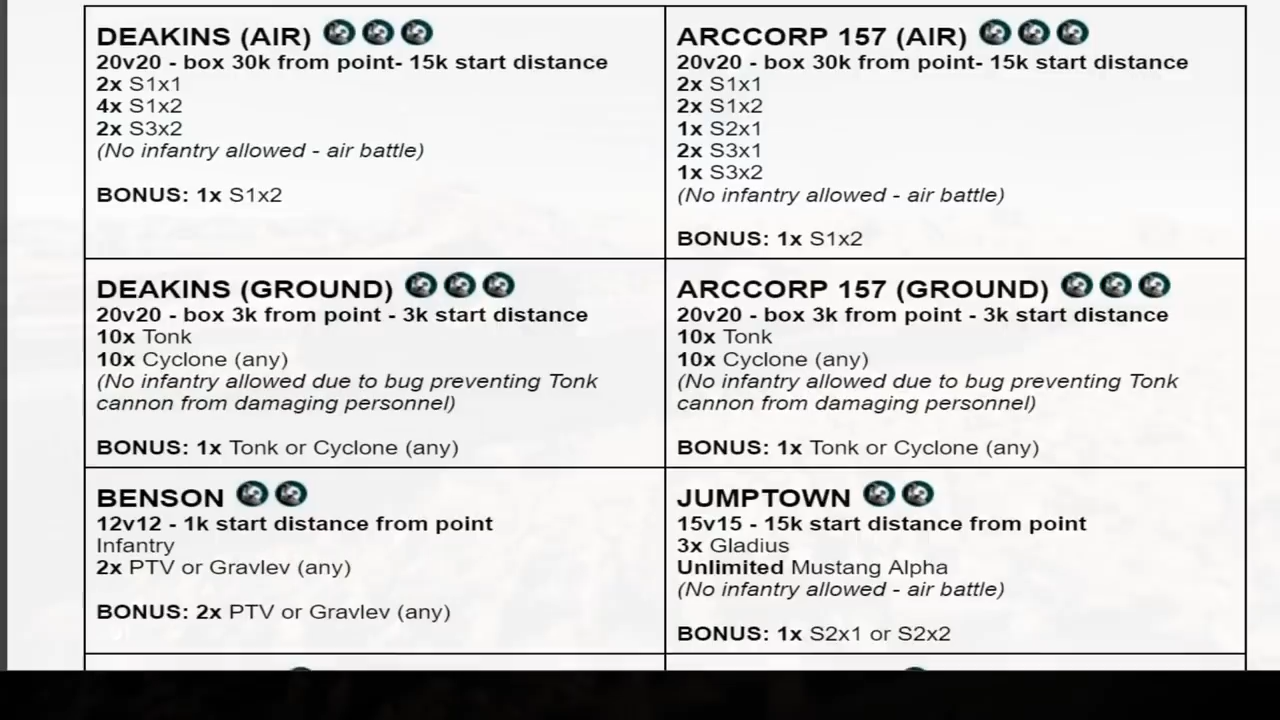 DEAKINS (AIR)
20v20 - box 30k from point- 15k start distance
2x S1x1
4x S1x2
2x S3x2
(No infantry allowed - air battle)
BONUS: 1x S1x2
ARCCORP 157 (AIR)
20v20 - box 30k from point- 15k start distance
2x S1x1
2x S1x2
1x S2x1
2x S3x1
1x S3x2
(No infantry allowed - air battle)
BONUS: 1x S1x2
DEAKINS (GROUND)
20v20 - box 3k from point - 3k start distance
10x Tonk
10x Cyclone (any)
(No infantry allowed due to bug preventing Tonk
cannon from damaging personnel)
BONUS: 1x Tonk or Cyclone (any)
ARCCORP 157 (GROUND)
20v20 - box 3k from point - 3k start distance
10x Tonk
10x Cyclone (any)
(No infantry allowed due to bug preventing Tonk
cannon from damaging personnel)
BONUS: 1x Tonk or Cyclone (any)
BENSON
12v12 - 1k start distance from point
Infantry
2x PTV or Gravlev (any)
BONUS: 2x PTV or Gravlev (any)
JUMPTOWN
15v15 - 15k start distance from point
3x Gladius
Unlimited Mustang Alpha
(No infantry allowed - air battle)
BONUS: 1x S2x1 or S2x2